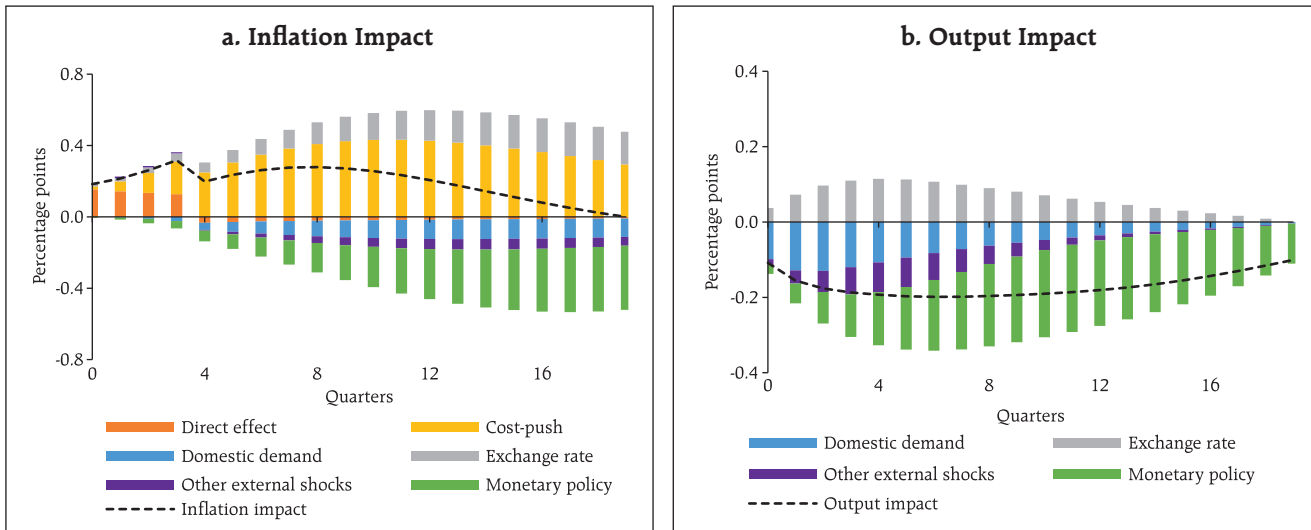 a. Inflation Impact
Percentage points
0.8
0.4
0.0
-0.4
-0.8
0 4 8 12 16
Quarters
Direct effect
Cost-push
Domestic demand
Exchange rate
Other external shocks
Monetary policy
Inflation impact
b. Output Impact
Percentage points
0.4
0.2
0.0
-0.2
-0.4
0 4 8 12 16
Quarters
Domestic demand
Exchange rate
Other external shocks
Monetary policy
Output impact